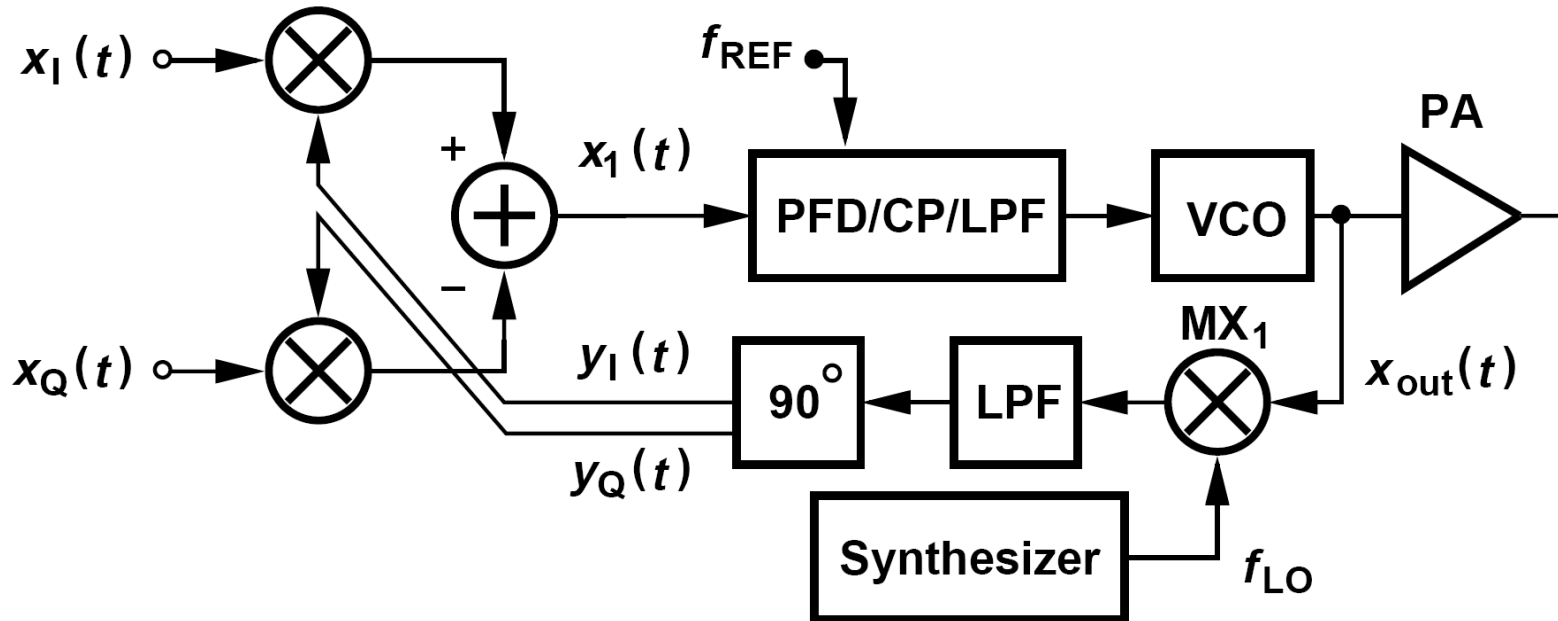 x_I(t)
f_REF
PA
+
x_1(t)
PFD/CP/LPF
VCO
−
MX_1
x_Q(t)
y_I(t)
90°
LPF
x_out(t)
y_Q(t)
Synthesizer
f_LO